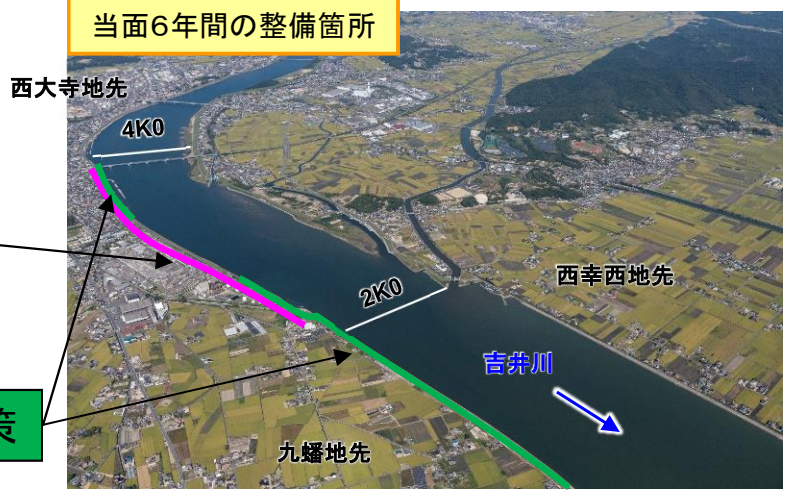 当面6年間の整備箇所
西大寺地先
4K0
2K0
西幸西地先
吉井川
策
九蟠地先